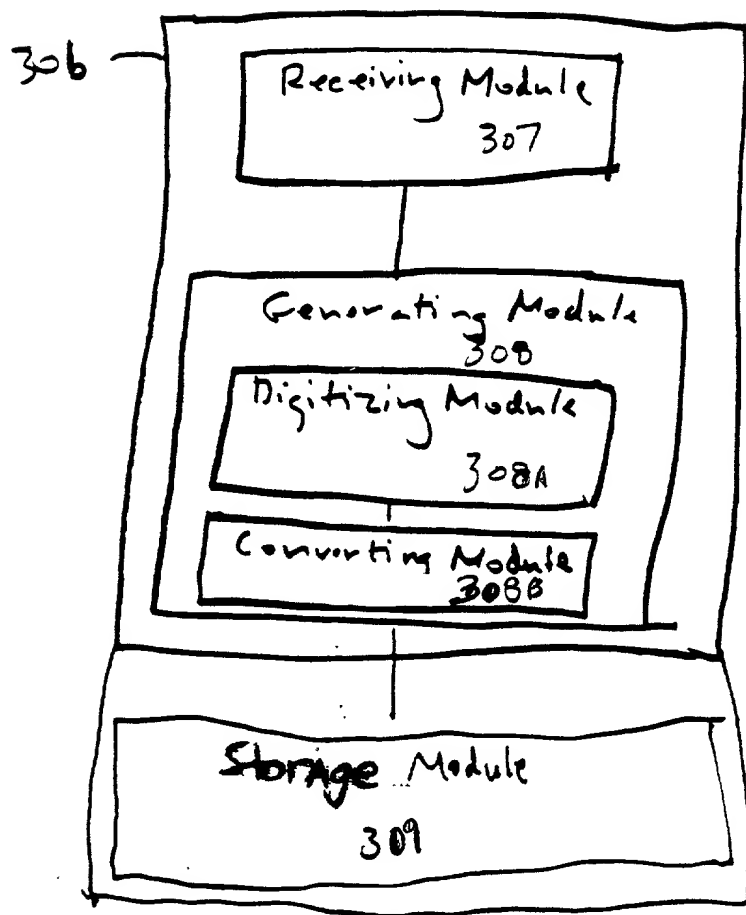 306
Receiving Module
307
Generating Module
308
Digitizing Module
308A
Converting Module
308B
Storage Module
309